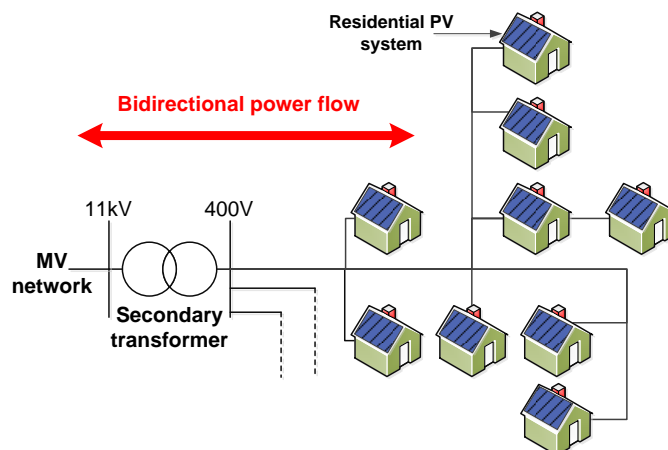 Residential PV
system
Bidirectional power flow
11kV
400V
MV
network
Secondary
transformer